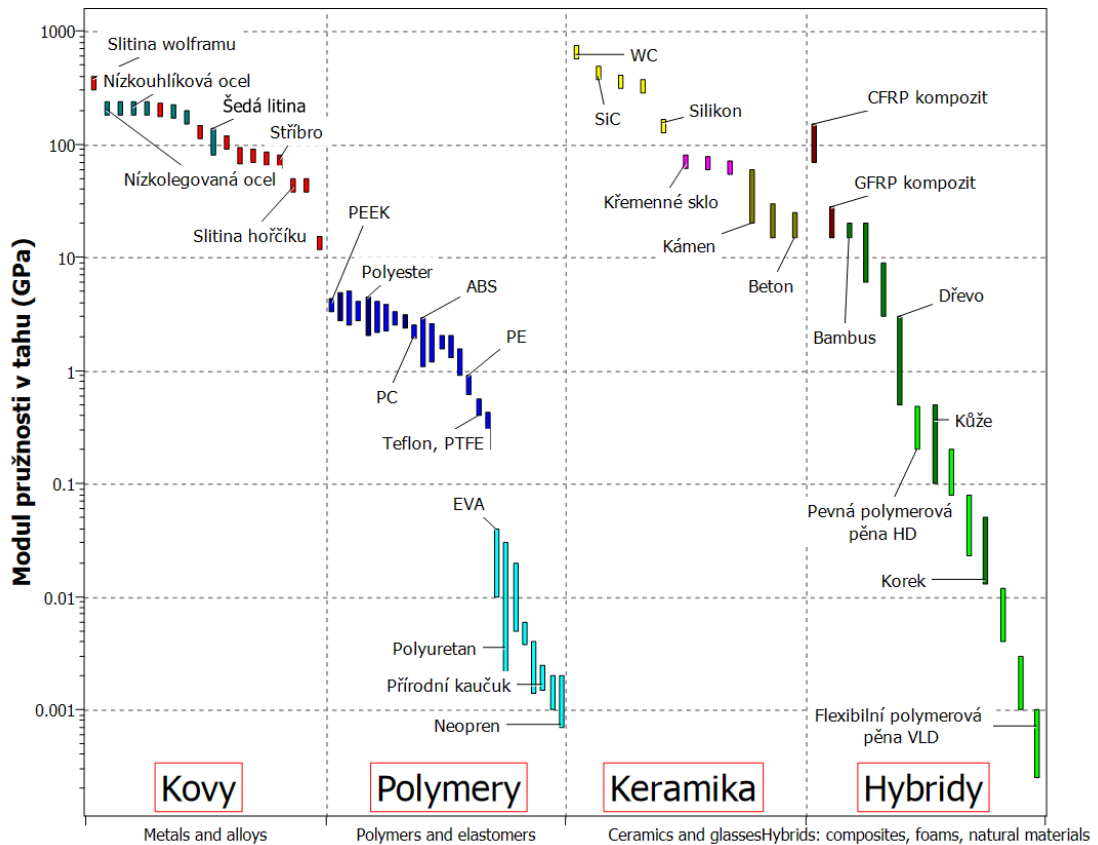 1000
100
10
1
0.1
0.01
0.001
Modul pružnosti v tahu (GPa)
Slitina wolframu
Nízkouhlíková ocel
Šedá litina
Stříbro
Nízkolegovaná ocel
Slitina hořčíku
PEEK
Polyester
ABS
PE
PC
Teflon, PTFE
EVA
Polyuretan
Přírodní kaučuk
Neopren
WC
SiC
Silikon
Křemenné sklo
Kámen
Beton
CFRP kompozit
GFRP kompozit
Bambus
Dřevo
Kůže
Pevná polymerová
pěna HD
Korek
Flexibilní polymerová
pěna VLD
Kovy
Polymery
Keramika
Hybridy
Metals and alloys
Polymers and elastomers
Ceramics and glasses
Hybrids: composites, foams, natural materials